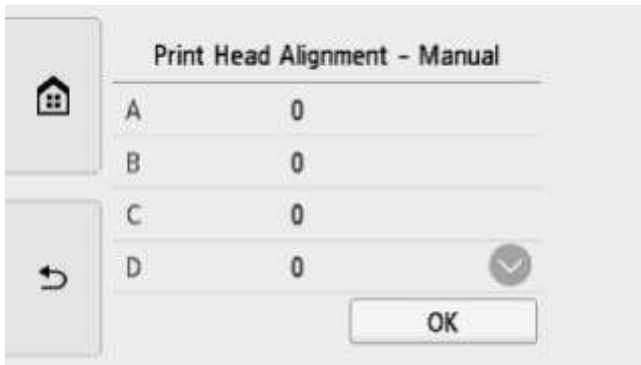 Print Head Alignment - Manual
A 0
B 0
C 0
D 0
OK